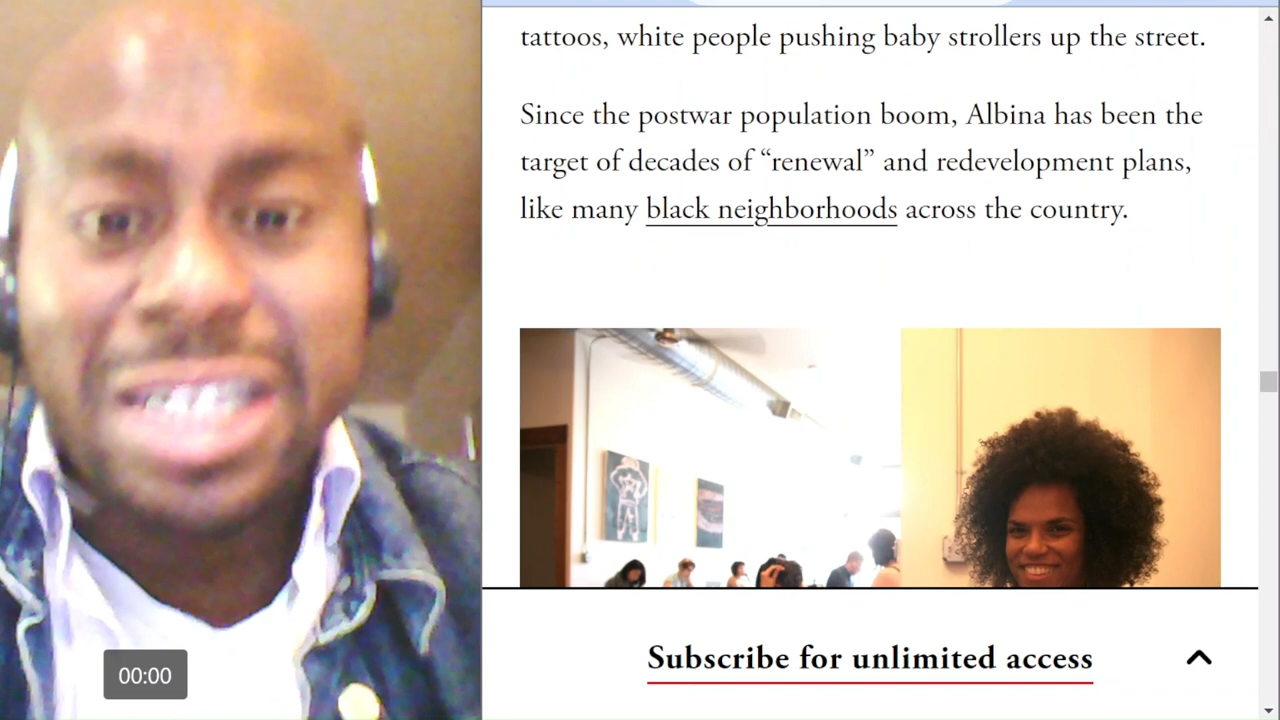 tattoos, white people pushing baby strollers up the street.
Since the postwar population boom, Albina has been the
target of decades of “renewal” and redevelopment plans,
like many black neighborhoods across the country.
Subscribe for unlimited access
00:00